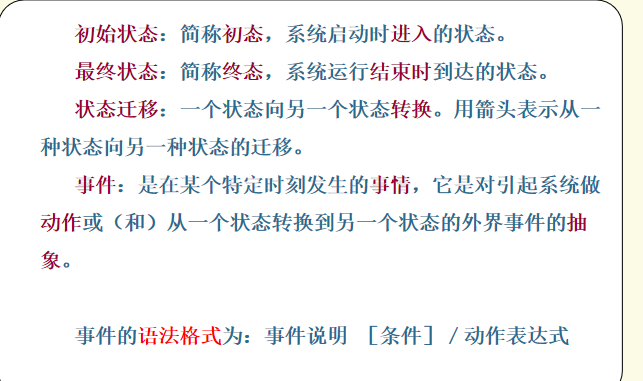 初始状态：简称初态，系统启动时进入的状态。
最终状态：简称终态，系统运行结束时到达的状态。
状态迁移：一个状态向另一个状态转换。用箭头表示从一
种状态向另一种状态的迁移。
事件：是在某个特定时刻发生的事情，它是对引起系统做
动作或（和）从一个状态转换到另一个状态的外界事件的抽
象。
事件的语法格式为：事件说明 ［条件］ / 动作表达式